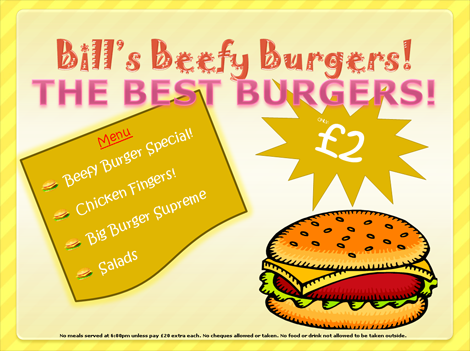 Bill's Beefy Burgers!
THE BEST BURGERS!
ONLY
£2
Menu
Beefy Burger Special!
Chicken Fingers!
Big Burger Supreme
Salads
No meals served at 6:00pm unless pay £20 extra each. No cheques allowed or taken. No food or drink not allowed to be taken outside.